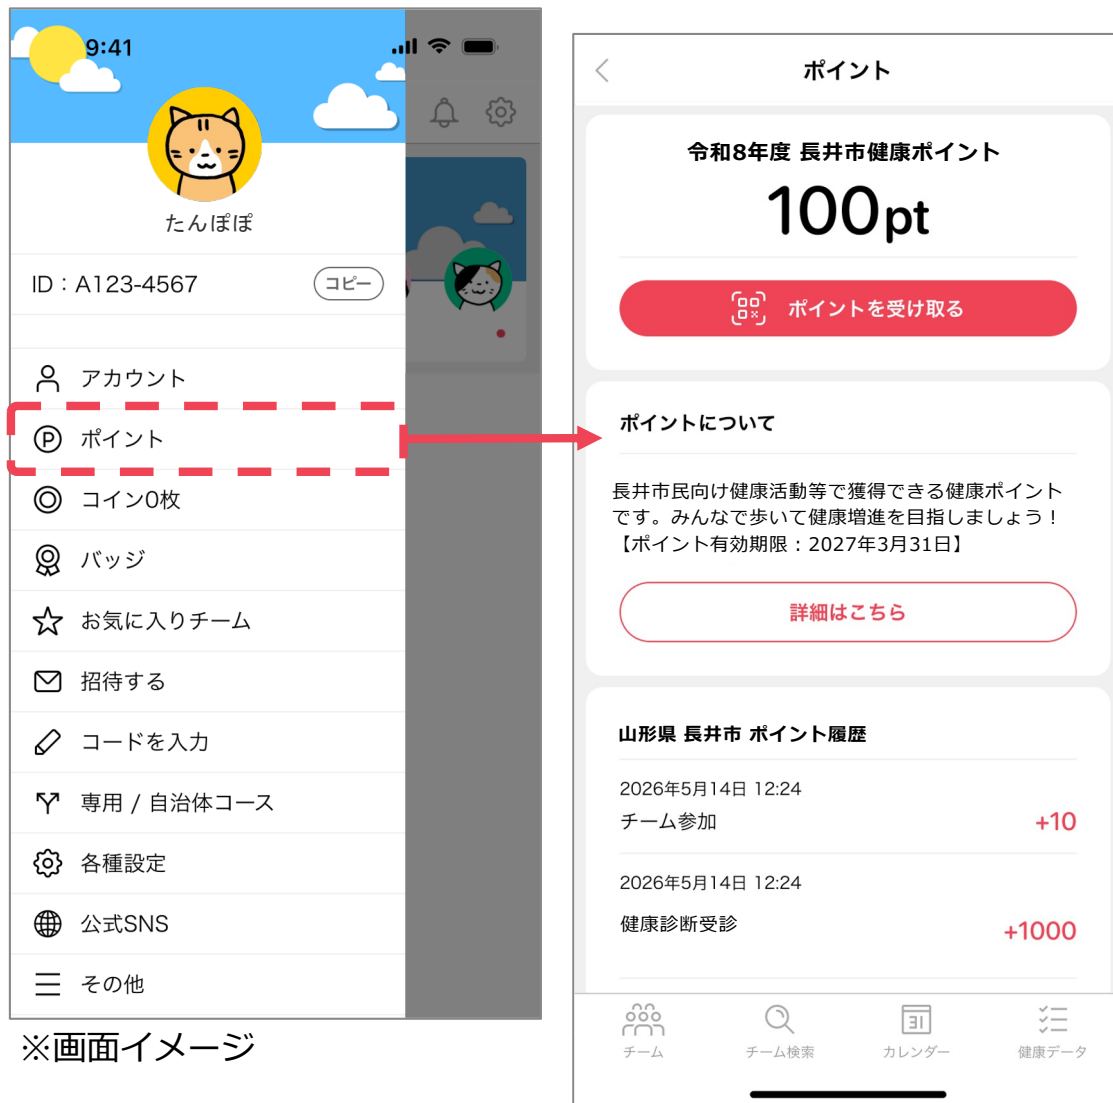 9:41
たんぽぽ
ID：A123-4567
コピー
アカウント
ポイント
コイン0枚
バッジ
お気に入りチーム
招待する
コードを入力
専用 / 自治体コース
各種設定
公式SNS
その他
※画面イメージ
ポイント
令和8年度 長井市健康ポイント
100pt
ポイントを受け取る
ポイントについて
長井市民向け健康活動等で獲得できる健康ポイント
です。みんなで歩いて健康増進を目指しましょう！
【ポイント有効期限：2027年3月31日】
詳細はこちら
山形県 長井市 ポイント履歴
2026年5月14日 12:24
チーム参加
+10
2026年5月14日 12:24
健康診断受診
+1000
31
チーム
チーム検索
カレンダー
健康データ